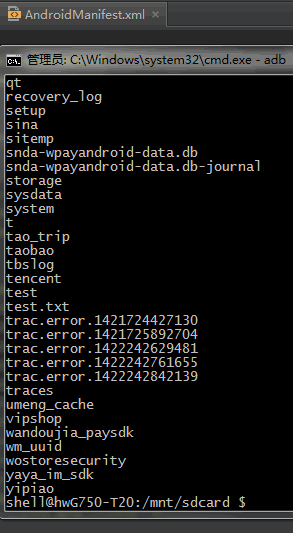 AndroidManifest.xml
管理员: C:\Windows\system32\cmd.exe - adb
qt
recovery_log
setup
sina
sitemp
snda-wpayandroid-data.db
snda-wpayandroid-data.db-journal
storage
sysdata
system
t
tao_trip
taobao
tbslog
tencent
test
test.txt
trac.error.1421724427130
trac.error.1421725892704
trac.error.1422242629481
trac.error.1422242761655
trac.error.1422242842139
traces
umeng_cache
vipshop
wandoujia_paysdk
wm_uuid
wostoresecurity
yaya_im_sdk
yipiao
shell@hwG750-T20:/mnt/sdcard $